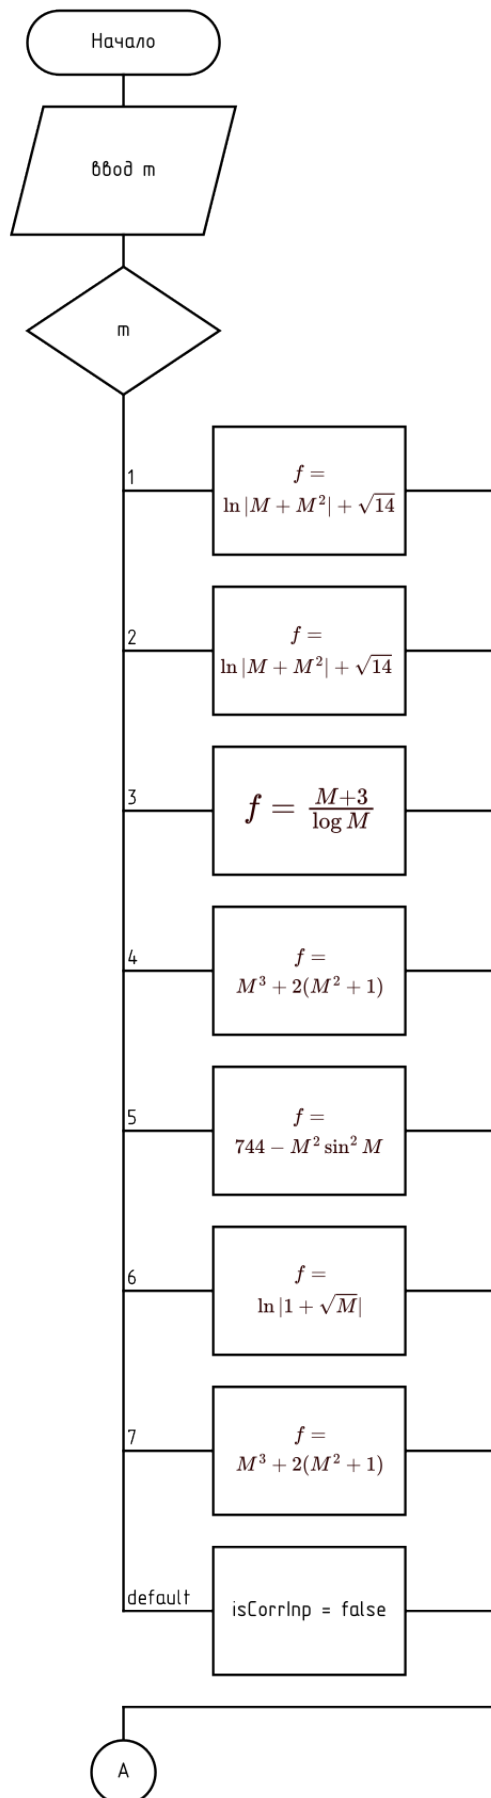 Начало
ввод m
m
1
f =
ln |M + M²| + √14
2
f =
ln |M + M²| + √14
3
f = \frac{M+3}{\log M}
4
f =
M³ + 2(M² + 1)
5
f =
744 − M² sin² M
6
f =
ln |1 + √M|
7
f =
M³ + 2(M² + 1)
default
isCorrInp = false
A